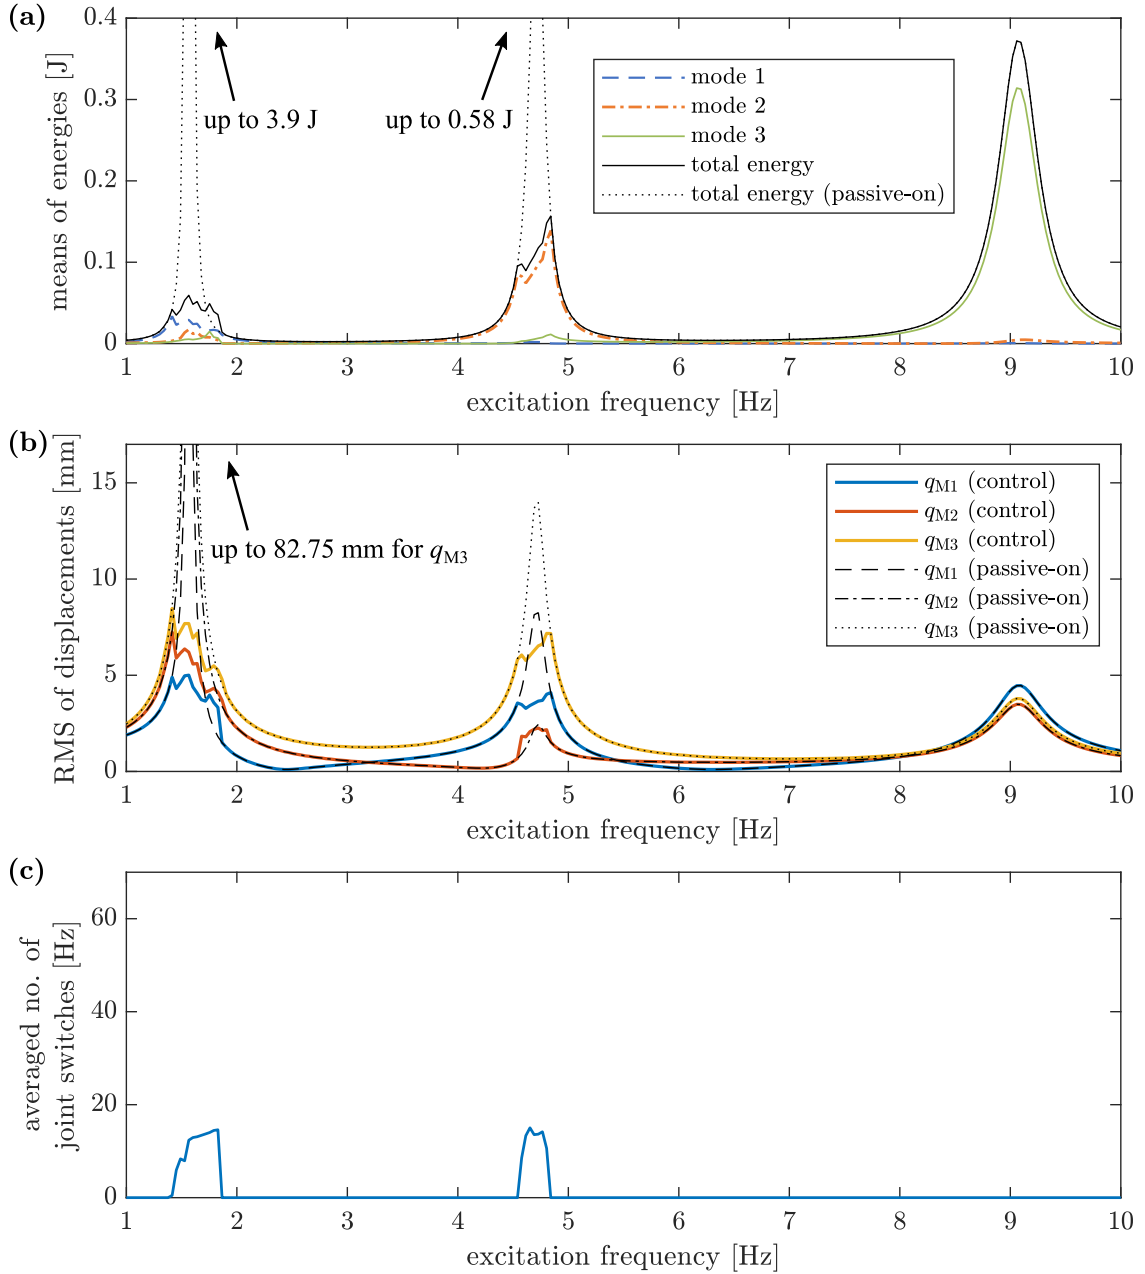 (a)
means of energies [J]
0.4
0.3
0.2
0.1
0
up to 3.9 J
up to 0.58 J
mode 1
mode 2
mode 3
total energy
total energy (passive-on)
1 2 3 4 5 6 7 8 9 10
excitation frequency [Hz]
(b)
RMS of displacements [mm]
15
10
5
0
up to 82.75 mm for qM3
qM1 (control)
qM2 (control)
qM3 (control)
qM1 (passive-on)
qM2 (passive-on)
qM3 (passive-on)
1 2 3 4 5 6 7 8 9 10
excitation frequency [Hz]
(c)
averaged no. of
joint switches [Hz]
60
40
20
0
1 2 3 4 5 6 7 8 9 10
excitation frequency [Hz]